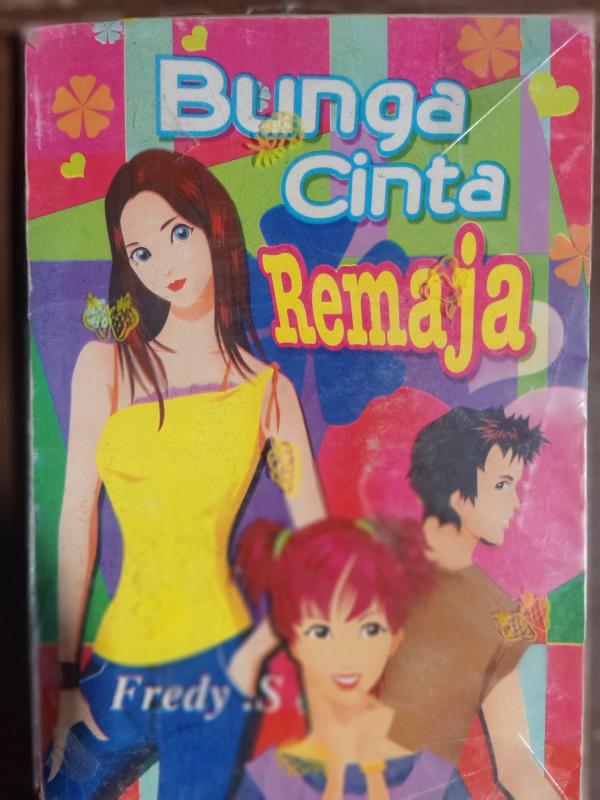 Bunga
Cinta
Remaja
Fredy .S